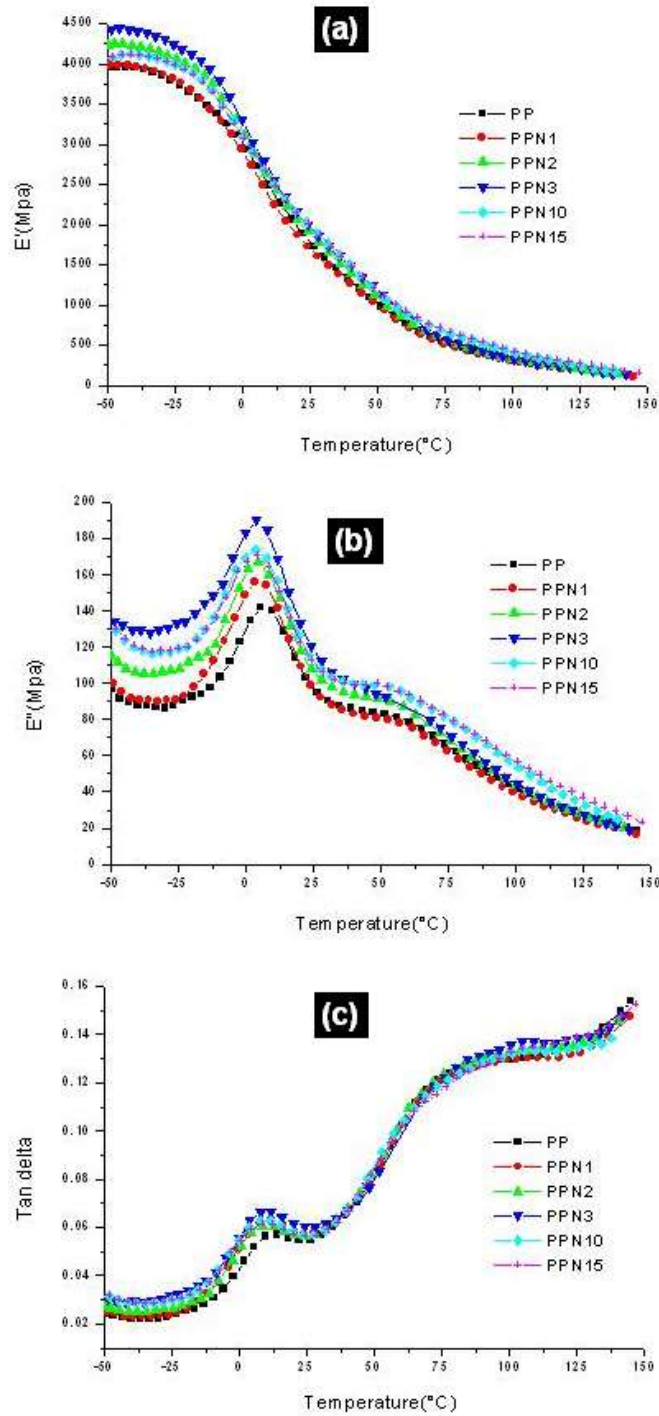 (a)
4500
4000
3500
3000
2500
2000
1500
1000
500
0
E'(Mpa)
PP
PPN1
PPN2
PPN3
PPN10
PPN15
-50 -25 0 25 50 75 100 125 150
Temperature(°C)
(b)
200
180
160
140
120
100
80
60
40
20
0
E"(Mpa)
PP
PPN1
PPN2
PPN3
PPN10
PPN15
-50 -25 0 25 50 75 100 125 150
Temperature(°C)
(c)
0.16
0.14
0.12
0.10
0.08
0.06
0.04
0.02
Tan delta
PP
PPN1
PPN2
PPN3
PPN10
PPN15
-50 -25 0 25 50 75 100 125 150
Temperature(°C)